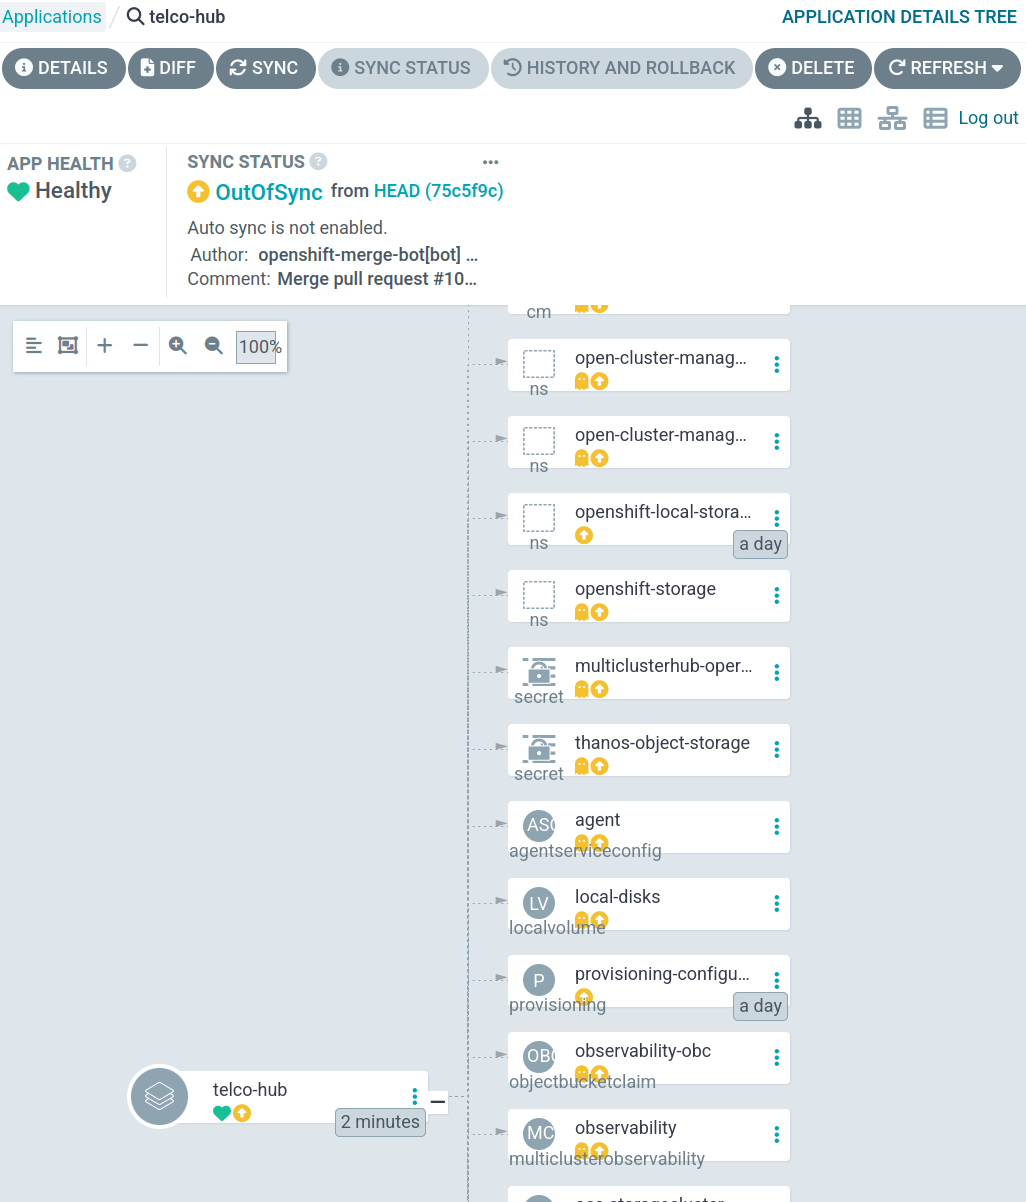 Applications / telco-hub
APPLICATION DETAILS TREE
DETAILS
DIFF
SYNC
SYNC STATUS
HISTORY AND ROLLBACK
DELETE
REFRESH
Log out
APP HEALTH ?
Healthy
SYNC STATUS ?
...
OutOfSync from HEAD (75c5f9c)
Auto sync is not enabled.
Author: openshift-merge-bot[bot] ...
Comment: Merge pull request #10...
100%
cm
open-cluster-manag...
ns
open-cluster-manag...
ns
openshift-local-stora...
ns
a day
openshift-storage
ns
multiclusterhub-oper...
secret
thanos-object-storage
secret
agent
agentserviceconfig
LV
local-disks
localvolume
P
provisioning-configu...
provisioning
a day
observability-obc
objectbucketclaim
telco-hub
2 minutes
MC
observability
multiclusterobservability